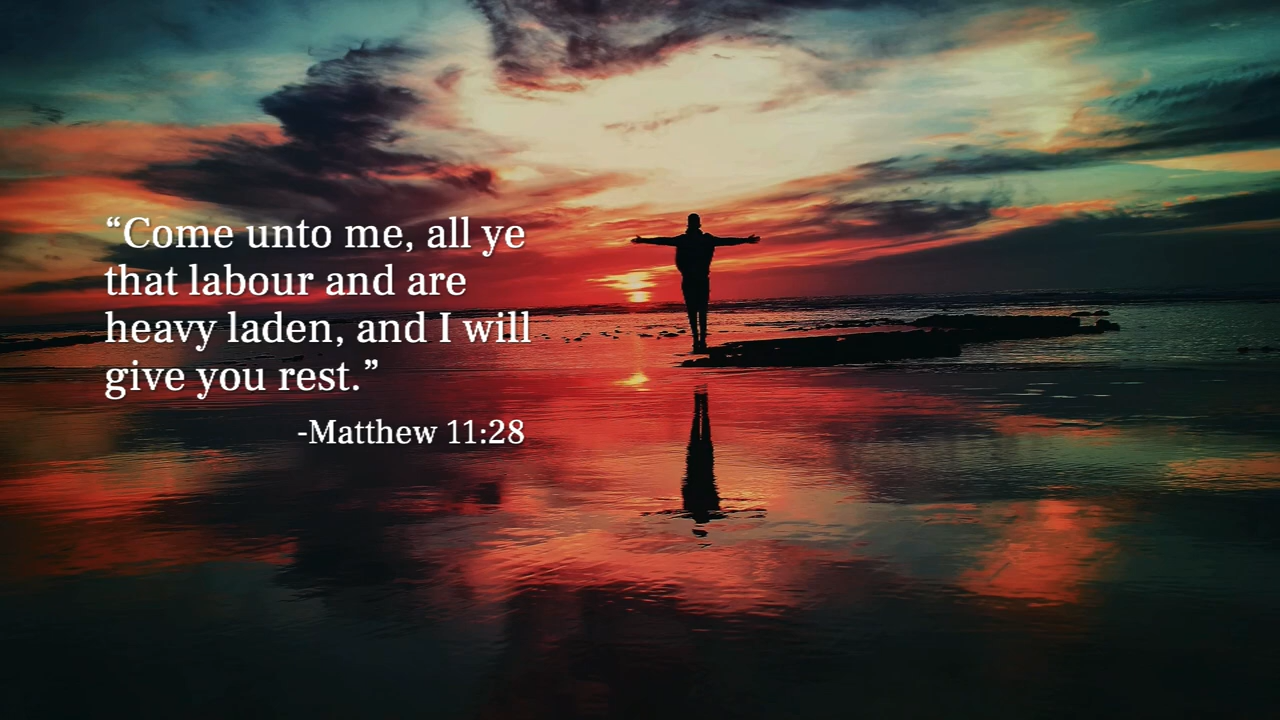 “Come unto me, all ye
that labour and are
heavy laden, and I will
give you rest.”
-Matthew 11:28